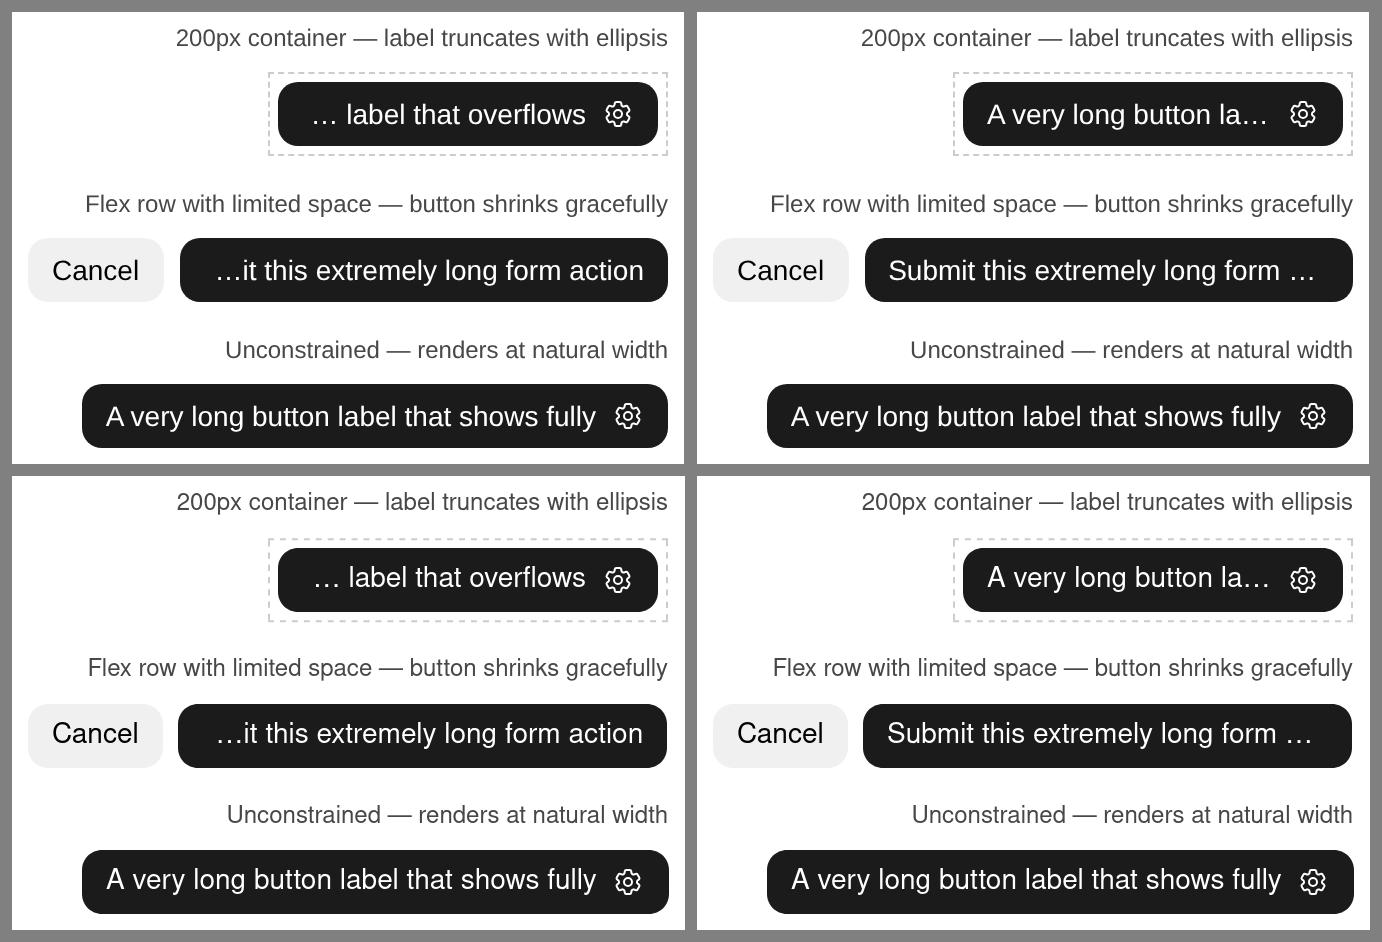 200px container — label truncates with ellipsis
… label that overflows
Flex row with limited space — button shrinks gracefully
Cancel
…it this extremely long form action
Unconstrained — renders at natural width
A very long button label that shows fully
200px container — label truncates with ellipsis
A very long button la…
Flex row with limited space — button shrinks gracefully
Cancel
Submit this extremely long form …
Unconstrained — renders at natural width
A very long button label that shows fully
200px container — label truncates with ellipsis
… label that overflows
Flex row with limited space — button shrinks gracefully
Cancel
…it this extremely long form action
Unconstrained — renders at natural width
A very long button label that shows fully
200px container — label truncates with ellipsis
A very long button la…
Flex row with limited space — button shrinks gracefully
Cancel
Submit this extremely long form …
Unconstrained — renders at natural width
A very long button label that shows fully